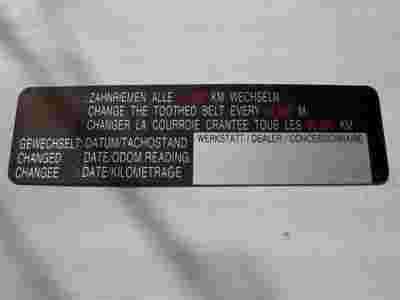 ZAHNRIEMEN ALLE KM WECHSELN
CHANGE THE TOOTHED BELT EVERY M.
CHANGER LA COURROIE CRANTEE TOUS LES KM
GEWECHSELT: DATUM/TACHOSTAND
CHANGED : DATE/ODOM.READING
CHANGEE : DATE/KILOMETRAGE
WERKSTATT / DEALER / CONCESSIONNAIRE